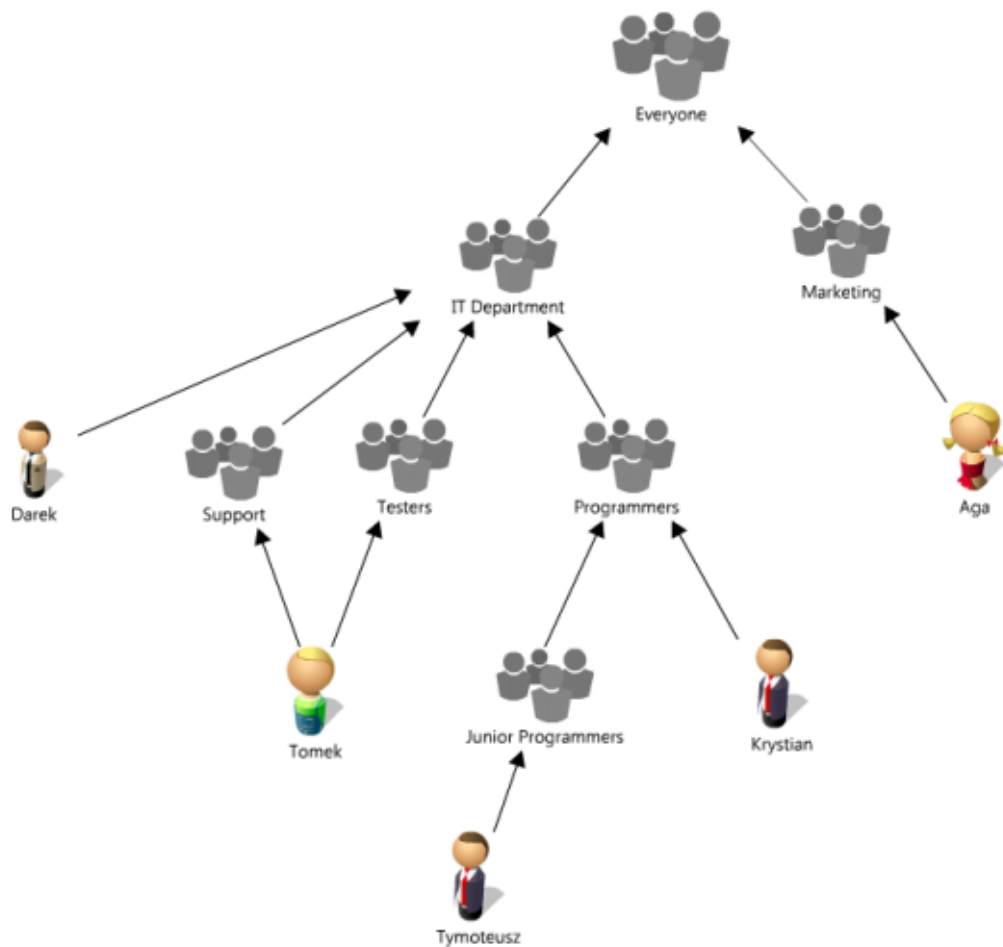 Everyone
IT Department
Marketing
Darek
Support
Testers
Programmers
Aga
Tomek
Junior Programmers
Krystian
Tymoteusz